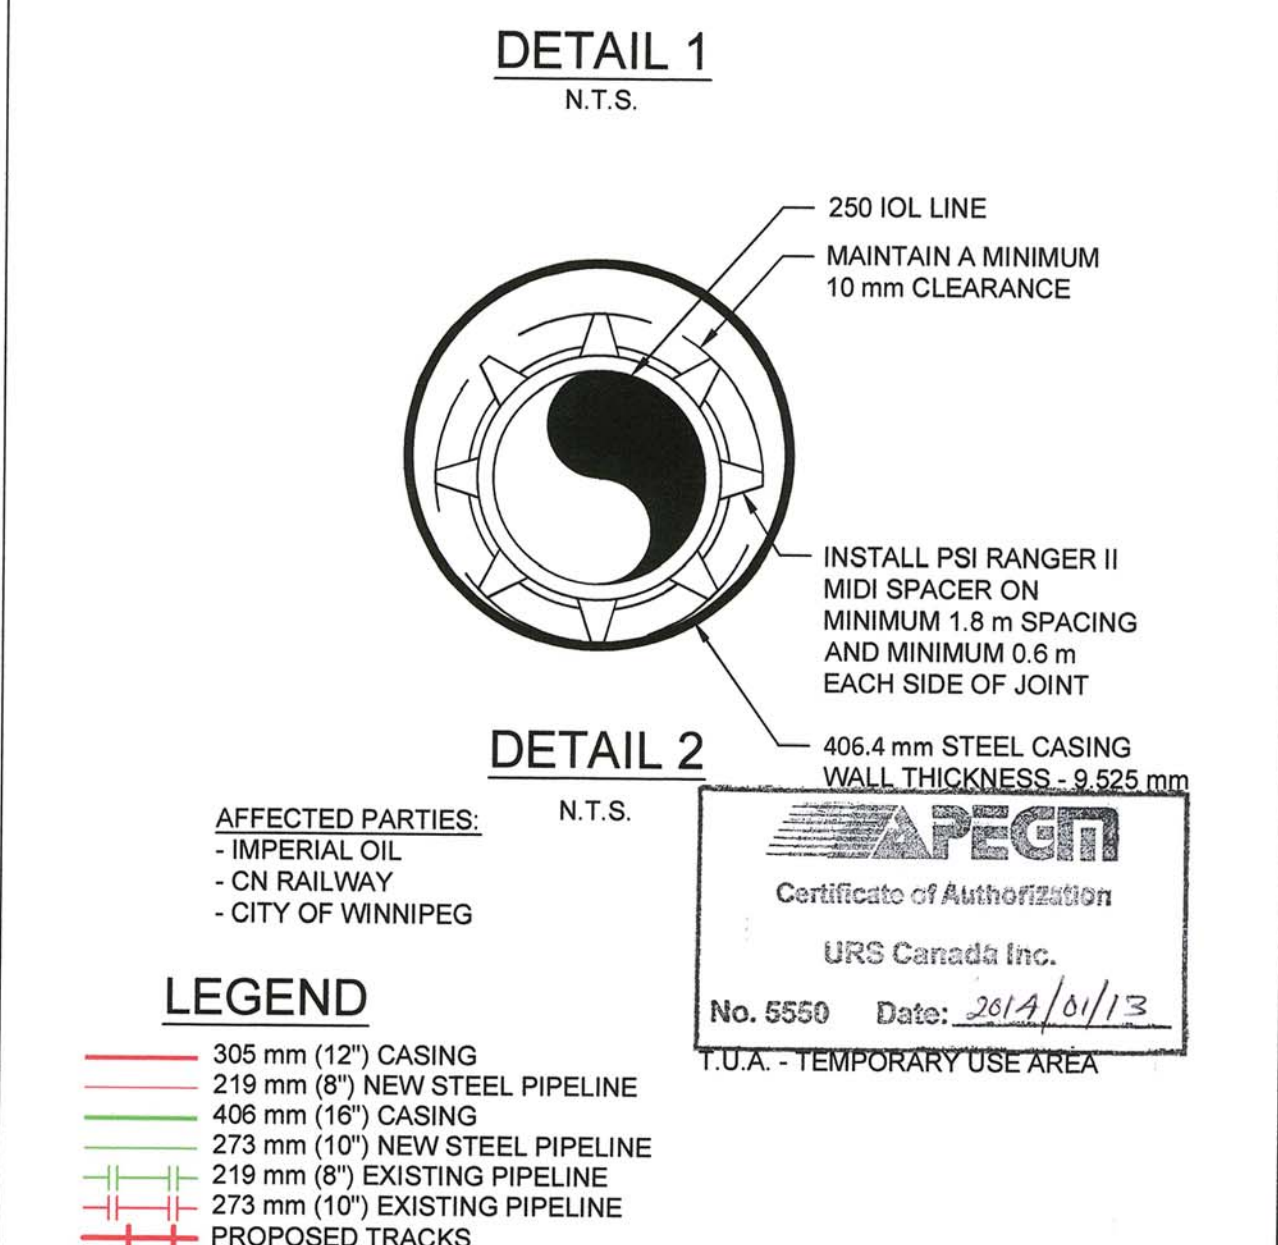 DETAIL 1
N.T.S.
250 IOL LINE
MAINTAIN A MINIMUM
10 mm CLEARANCE
INSTALL PSI RANGER II
MIDI SPACER ON
MINIMUM 1.8 m SPACING
AND MINIMUM 0.6 m
EACH SIDE OF JOINT
406.4 mm STEEL CASING
WALL THICKNESS - 9.525 mm
DETAIL 2
N.T.S.
AFFECTED PARTIES:
- IMPERIAL OIL
- CN RAILWAY
- CITY OF WINNIPEG
APEGM
Certificate of Authorization
URS Canada Inc.
No. 5550 Date: 2014/01/13
T.U.A. - TEMPORARY USE AREA
LEGEND
305 mm (12") CASING
219 mm (8") NEW STEEL PIPELINE
406 mm (16") CASING
273 mm (10") NEW STEEL PIPELINE
219 mm (8") EXISTING PIPELINE
273 mm (10") EXISTING PIPELINE
PROPOSED TRACKS